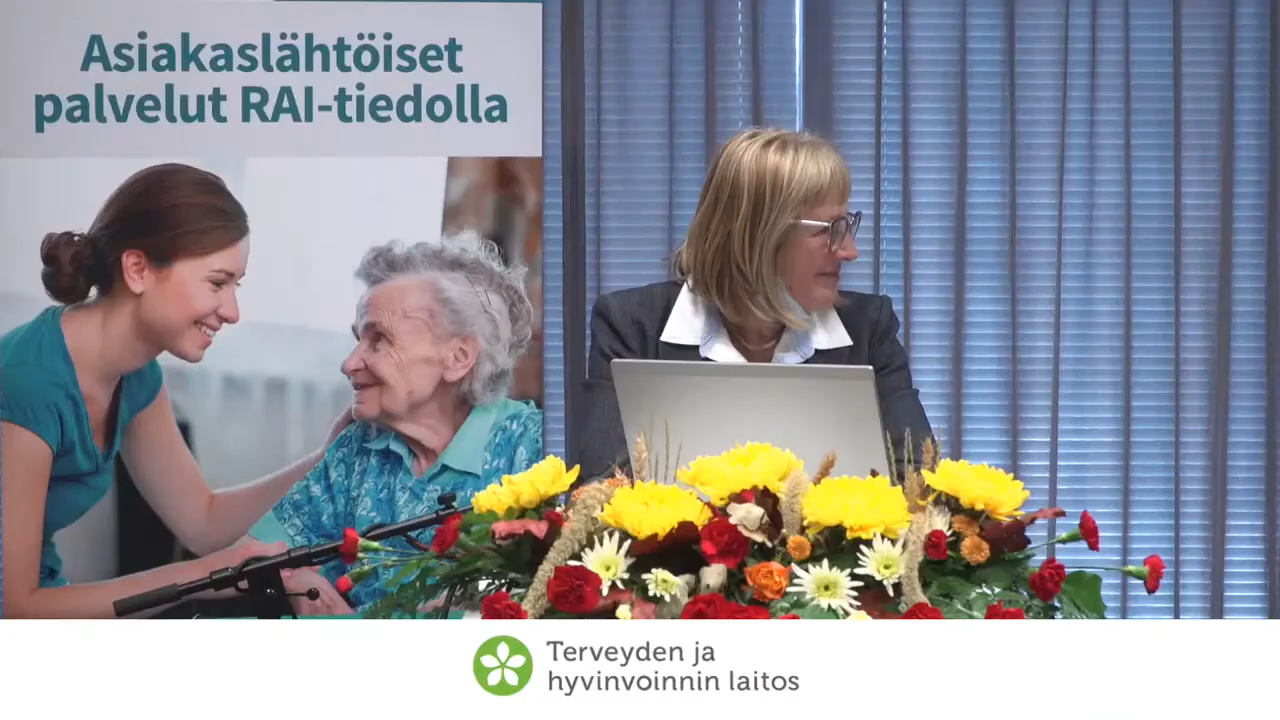 Asiakaslähtöiset
palvelut RAI-tiedolla
Terveyden ja
hyvinvoinnin laitos